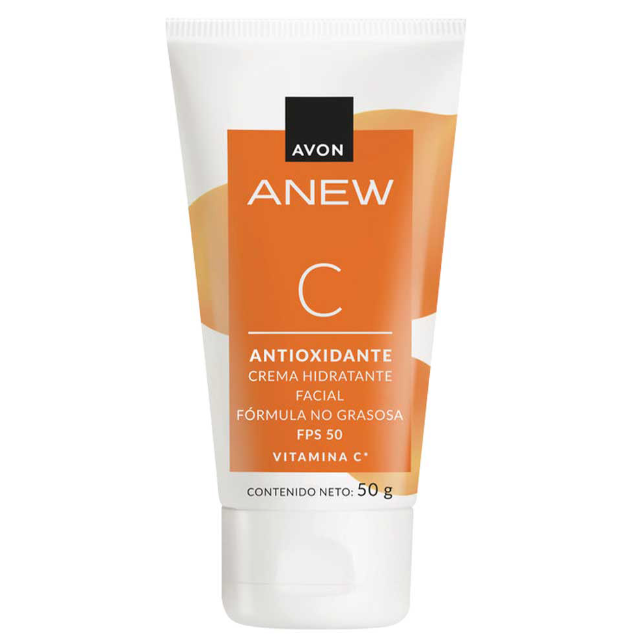 AVON
ANEW
C
ANTIOXIDANTE
CREMA HIDRATANTE
FACIAL
FÓRMULA NO GRASOSA
FPS 50
VITAMINA C*
CONTENIDO NETO: 50 g